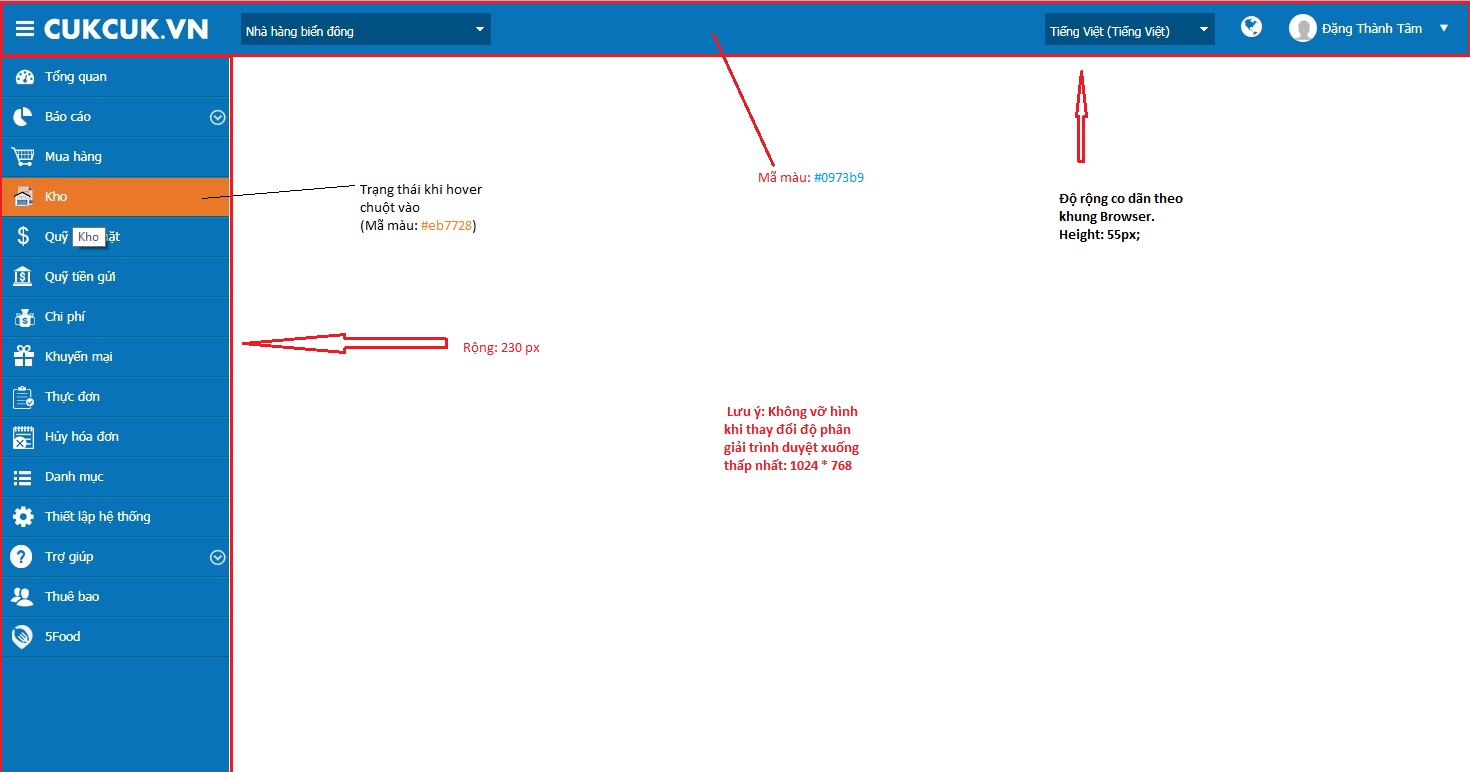 CUKCUK.VN
Nhà hàng biển đông
Tiếng Việt (Tiếng Việt)
Đặng Thành Tâm
Tổng quan
Báo cáo
Mua hàng
Kho
Quỹ
Kho
Quỹ tiền gửi
Chi phí
Khuyến mại
Thực đơn
Hủy hóa đơn
Danh mục
Thiết lập hệ thống
Trợ giúp
Thuê bao
5Food
Trạng thái khi hover
chuột vào
(Mã màu: #eb7728)
Mã màu: #0973b9
Độ rộng co dãn theo
khung Browser.
Height: 55px;
Rộng: 230 px
Lưu ý: Không vỡ hình
khi thay đổi độ phân
giải trình duyệt xuống
thấp nhất: 1024 * 768